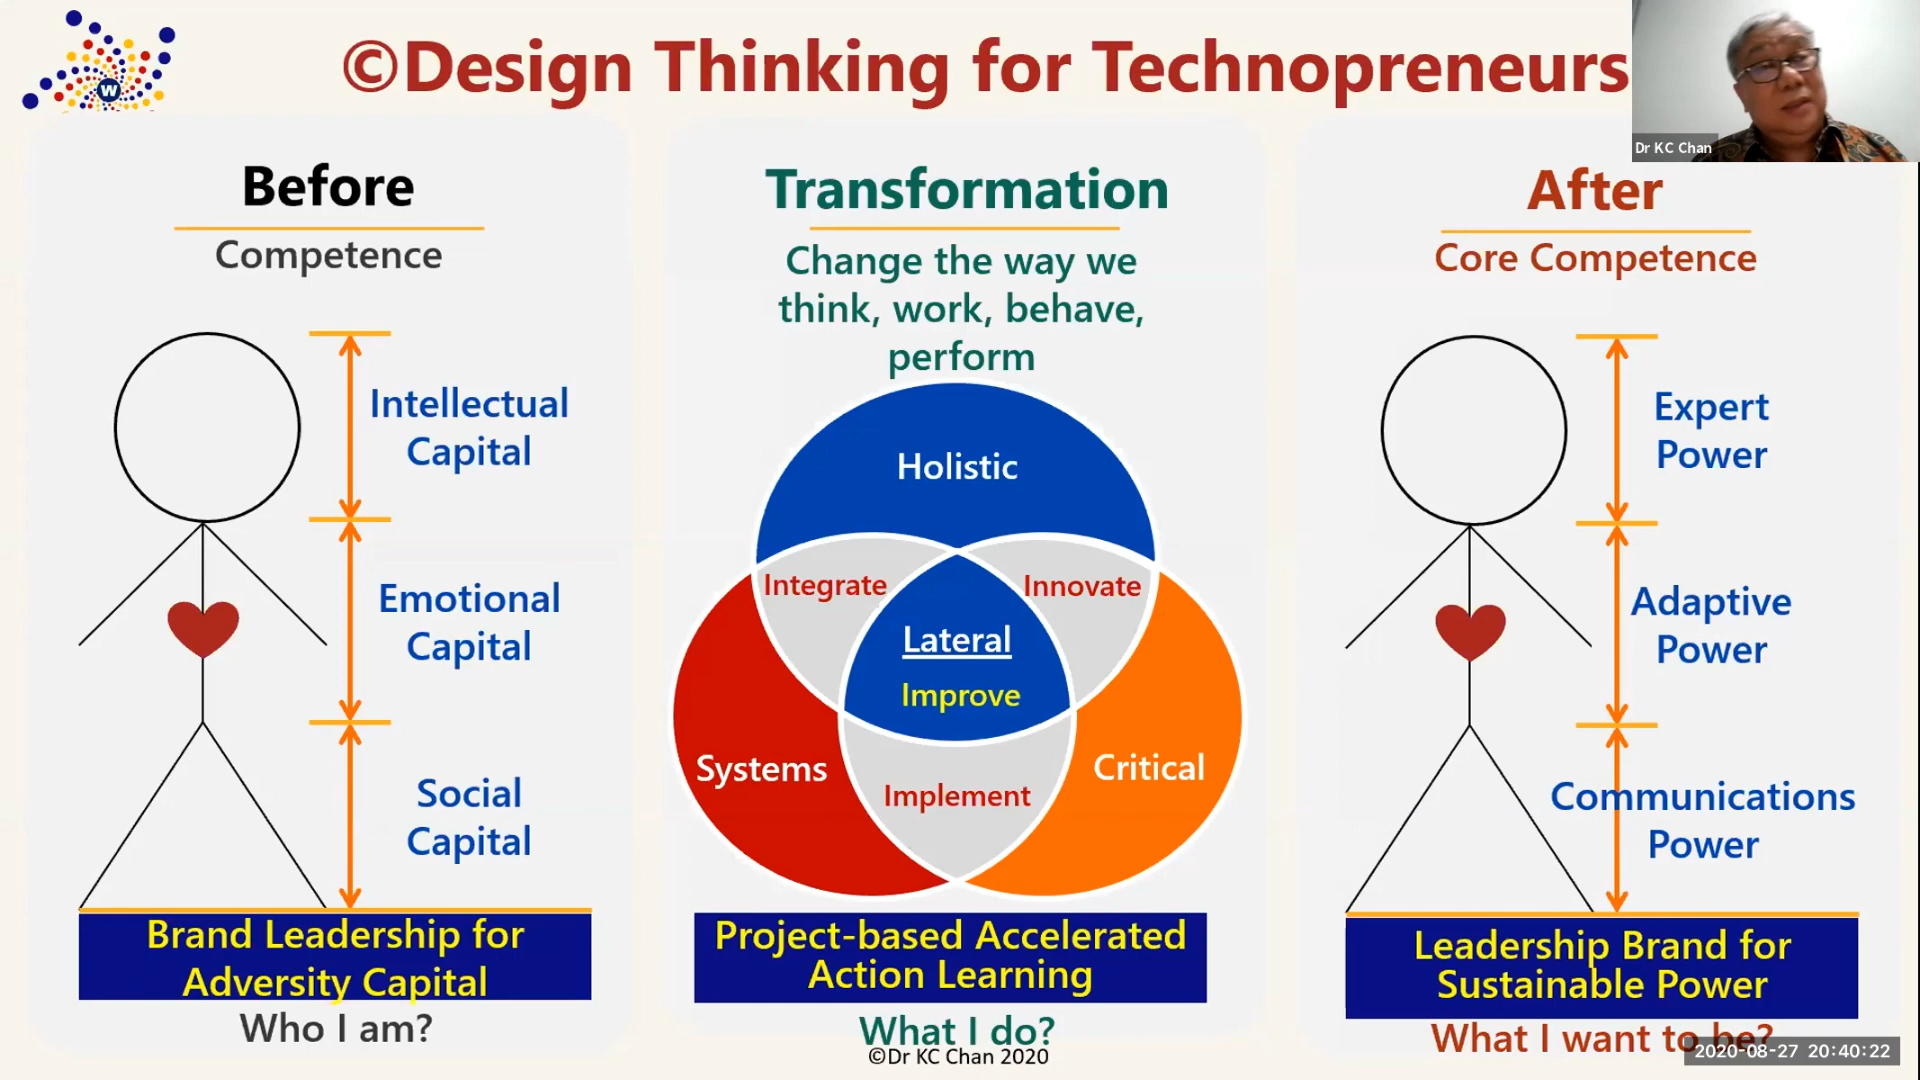 W
©Design Thinking for Technopreneurs
Dr KC Chan
Before
Competence
Intellectual
Capital
Emotional
Capital
Social
Capital
Brand Leadership for
Adversity Capital
Who I am?
Transformation
Change the way we
think, work, behave,
perform
Holistic
Integrate
Innovate
Lateral
Improve
Systems
Critical
Implement
Project-based Accelerated
Action Learning
What I do?
©Dr KC Chan 2020
After
Core Competence
Expert
Power
Adaptive
Power
Communications
Power
Leadership Brand for
Sustainable Power
What I want to be?
2020-08-27 20:40:22